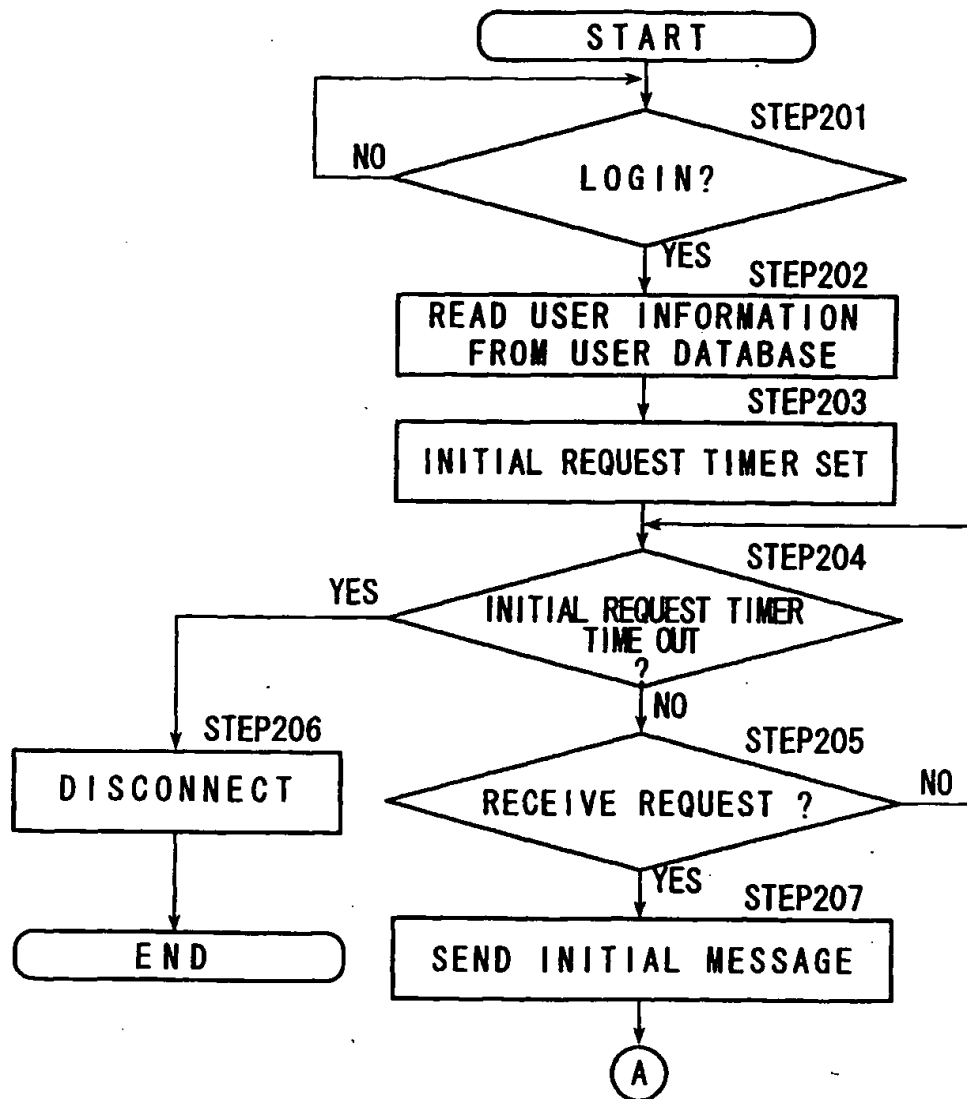 START
STEP201
NO
LOGIN?
YES
STEP202
READ USER INFORMATION
FROM USER DATABASE
STEP203
INITIAL REQUEST TIMER SET
STEP204
YES
INITIAL REQUEST TIMER
TIME OUT
?
NO
STEP206
STEP205
DISCONNECT
RECEIVE REQUEST ?
NO
YES
STEP207
END
SEND INITIAL MESSAGE
A